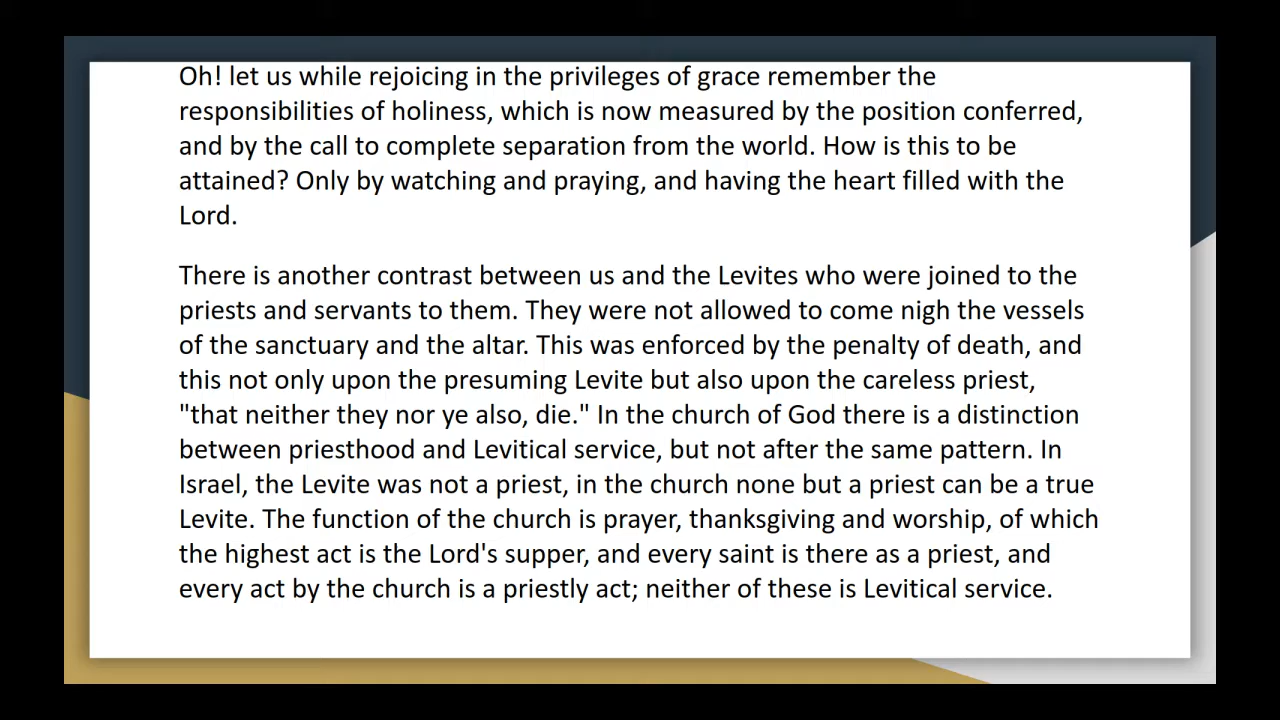 Oh! let us while rejoicing in the privileges of grace remember the
responsibilities of holiness, which is now measured by the position conferred,
and by the call to complete separation from the world. How is this to be
attained? Only by watching and praying, and having the heart filled with the
Lord.
There is another contrast between us and the Levites who were joined to the
priests and servants to them. They were not allowed to come nigh the vessels
of the sanctuary and the altar. This was enforced by the penalty of death, and
this not only upon the presuming Levite but also upon the careless priest,
"that neither they nor ye also, die." In the church of God there is a distinction
between priesthood and Levitical service, but not after the same pattern. In
Israel, the Levite was not a priest, in the church none but a priest can be a true
Levite. The function of the church is prayer, thanksgiving and worship, of which
the highest act is the Lord's supper, and every saint is there as a priest, and
every act by the church is a priestly act; neither of these is Levitical service.